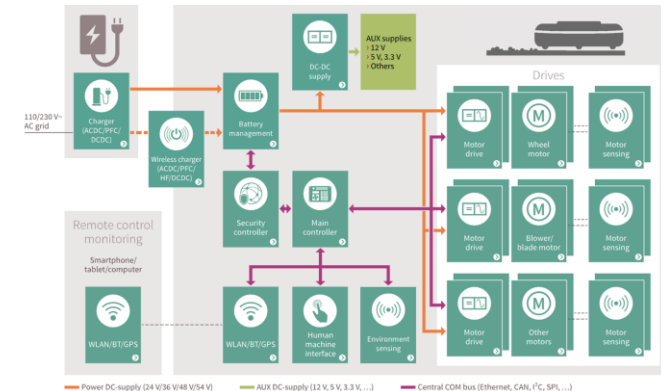 110/230 V~
AC grid
Charger
(ACDC/PFC/
DCDC)
Wireless charger
(ACDC/PFC/
HF/DCDC)
Battery
management
DC-DC
supply
AUX supplies
› 12 V
› 5 V, 3.3 V
› Others
Security
controller
Main
controller
Remote control
monitoring
Smartphone/
tablet/computer
WLAN/BT/GPS
WLAN/BT/GPS
Human
machine
interface
Environment
sensing
Drives
Motor
drive
M
Wheel
motor
Motor
sensing
Motor
drive
M
Blower/
blade motor
Motor
sensing
Motor
drive
M
Other
motors
Motor
sensing
Power DC-supply (24 V/36 V/48 V/54 V)
AUX DC-supply (12 V, 5 V, 3.3 V, ...)
Central COM bus (Ethernet, CAN, I²C, SPI, ...)